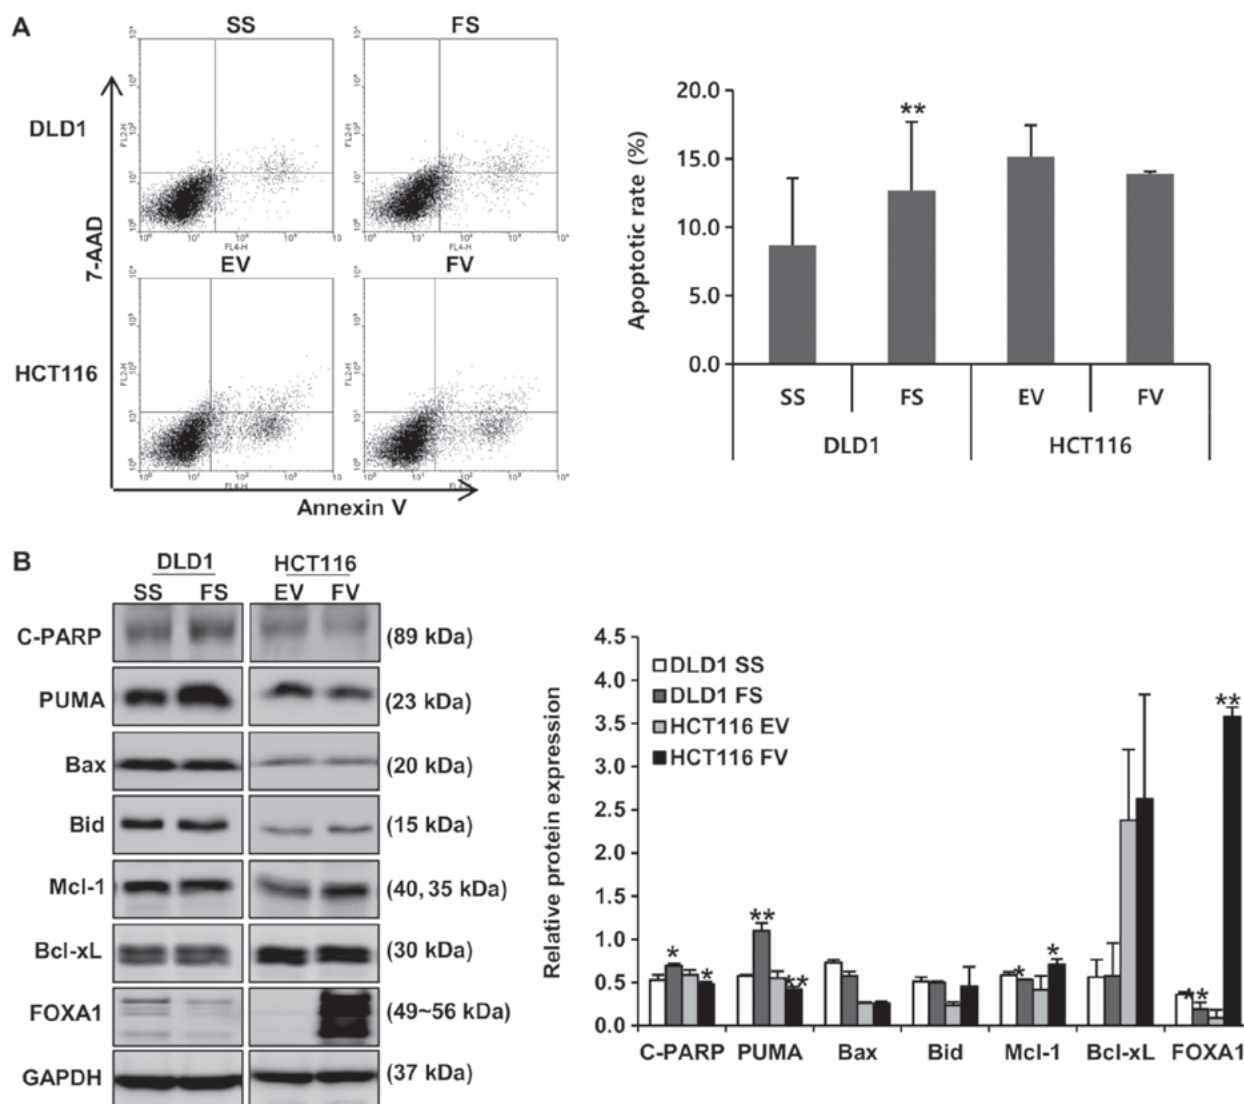 A
SS
FS
DLD1
7-AAD
FL2-H
FL4-H
EV
FV
HCT116
FL2-H
FL4-H
Annexin V
Apoptotic rate (%)
20.0
15.0
10.0
5.0
0.0
**
SS
FS
EV
FV
DLD1
HCT116
B
DLD1
HCT116
SS
FS
EV
FV
C-PARP
(89 kDa)
PUMA
(23 kDa)
Bax
(20 kDa)
Bid
(15 kDa)
Mcl-1
(40, 35 kDa)
Bcl-xL
(30 kDa)
FOXA1
(49~56 kDa)
GAPDH
(37 kDa)
Relative protein expression
4.5
4.0
3.5
3.0
2.5
2.0
1.5
1.0
0.5
0.0
DLD1 SS
DLD1 FS
HCT116 EV
HCT116 FV
*
*
**
**
*
*
**
**
C-PARP
PUMA
Bax
Bid
Mcl-1
Bcl-xL
FOXA1